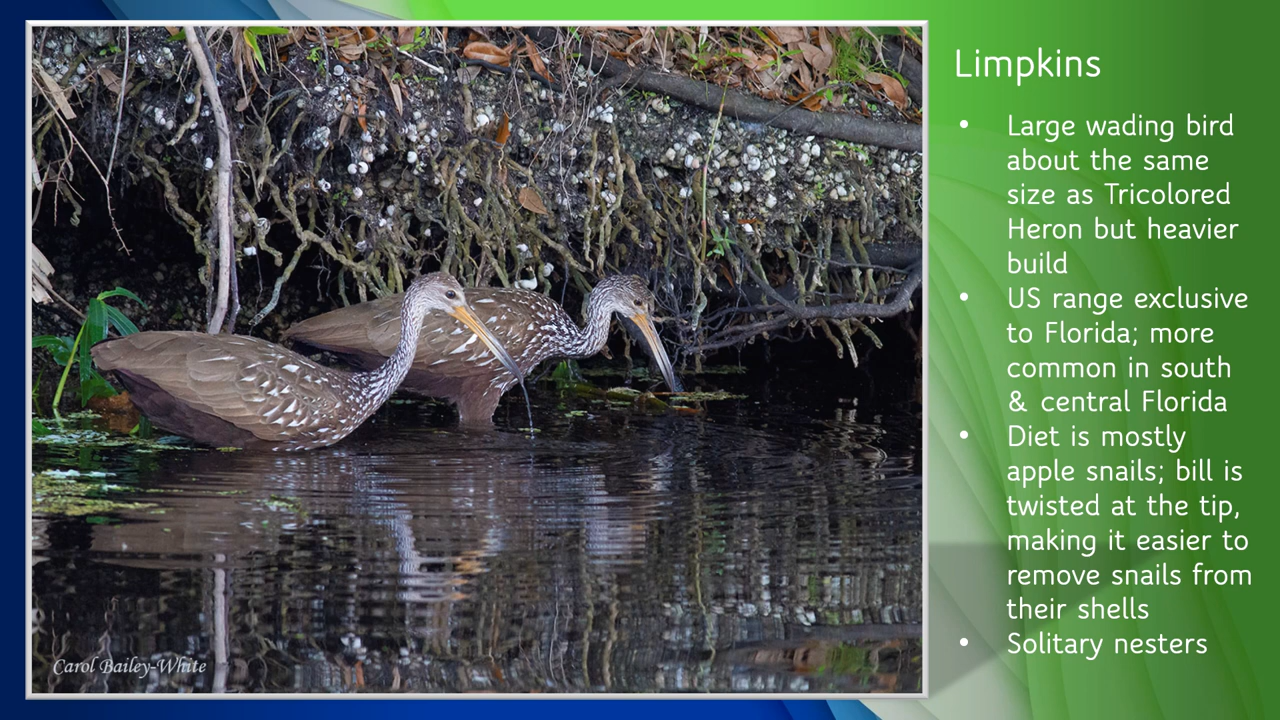 Limpkins
• Large wading bird
about the same
size as Tricolored
Heron but heavier
build
• US range exclusive
to Florida; more
common in south
& central Florida
• Diet is mostly
apple snails; bill is
twisted at the tip,
making it easier to
remove snails from
their shells
• Solitary nesters
Carol Bailey-White